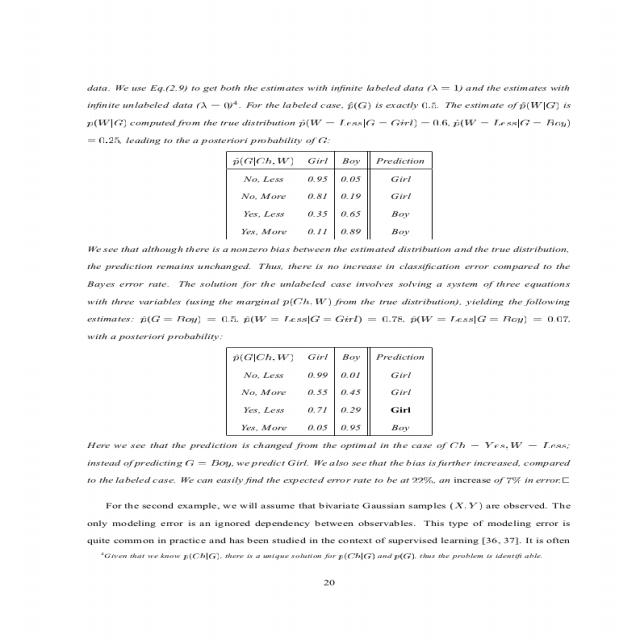 data. We use Eq.(2.9) to get both the estimates with infinite labeled data (λ = 1) and the estimates with
infinite unlabeled data (λ = 0)⁴. For the labeled case, p̂(G) is exactly 0.5. The estimate of p̂(W|G) is
p(W|G) computed from the true distribution p̂(W = Less|G = Girl) = 0.6, p̂(W = Less|G = Boy)
= 0.25, leading to the a posteriori probability of G:
p̂(G|Ch, W) Girl Boy Prediction
No, Less 0.95 0.05 Girl
No, More 0.81 0.19 Girl
Yes, Less 0.35 0.65 Boy
Yes, More 0.11 0.89 Boy
We see that although there is a nonzero bias between the estimated distribution and the true distribution,
the prediction remains unchanged. Thus, there is no increase in classification error compared to the
Bayes error rate. The solution for the unlabeled case involves solving a system of three equations
with three variables (using the marginal p(Ch, W) from the true distribution), yielding the following
estimates: p̂(G = Boy) = 0.5, p̂(W = Less|G = Girl) = 0.78, p̂(W = Less|G = Boy) = 0.07,
with a posteriori probability:
p̂(G|Ch, W) Girl Boy Prediction
No, Less 0.99 0.01 Girl
No, More 0.55 0.45 Girl
Yes, Less 0.71 0.29 Girl
Yes, More 0.05 0.95 Boy
Here we see that the prediction is changed from the optimal in the case of Ch = Yes, W = Less;
instead of predicting G = Boy, we predict Girl. We also see that the bias is further increased, compared
to the labeled case. We can easily find the expected error rate to be at 22%, an increase of 7% in error.□
For the second example, we will assume that bivariate Gaussian samples (X, Y) are observed. The
only modeling error is an ignored dependency between observables. This type of modeling error is
quite common in practice and has been studied in the context of supervised learning [36, 37]. It is often
⁴Given that we know p(Ch|G), there is a unique solution for p(Ch|G) and p(G), thus the problem is identifiable.
20